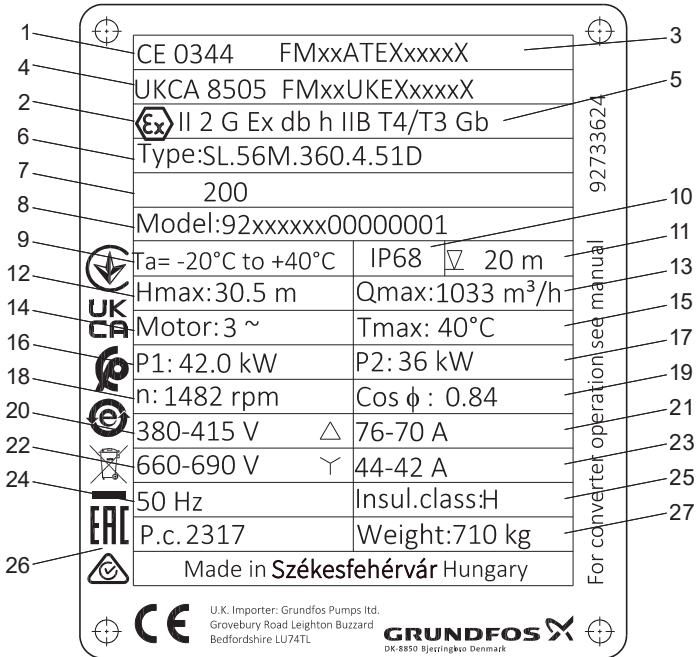 1
CE 0344 FMxxATEXxxxxX
3
4
UKCA 8505 FMxxUKEXxxxxX
5
2
Ex II 2 G Ex db h IIB T4/T3 Gb
6
Type:SL.56M.360.4.51D
7
200
8
Model:92xxxxxx00000001
10
9
Ta= -20°C to +40°C IP68 20 m
11
12
Hmax:30.5 m Qmax:1033 m³/h
13
14
Motor: 3 ~ Tmax: 40°C
15
16
P1: 42.0 kW P2: 36 kW
17
18
n: 1482 rpm Cos ϕ : 0.84
19
20
380-415 V △ 76-70 A
21
22
660-690 V 44-42 A
23
24
50 Hz Insul.class:H
25
P.c. 2317 Weight:710 kg
27
26
Made in Székesfehérvár Hungary
92733624
For converter operation see manual
UK
CA
e
EAC
CE
U.K. Importer: Grundfos Pumps ltd.
Grovebury Road Leighton Buzzard
Bedfordshire LU74TL
GRUNDFOS
DK-8850 Bjerringbro Denmark